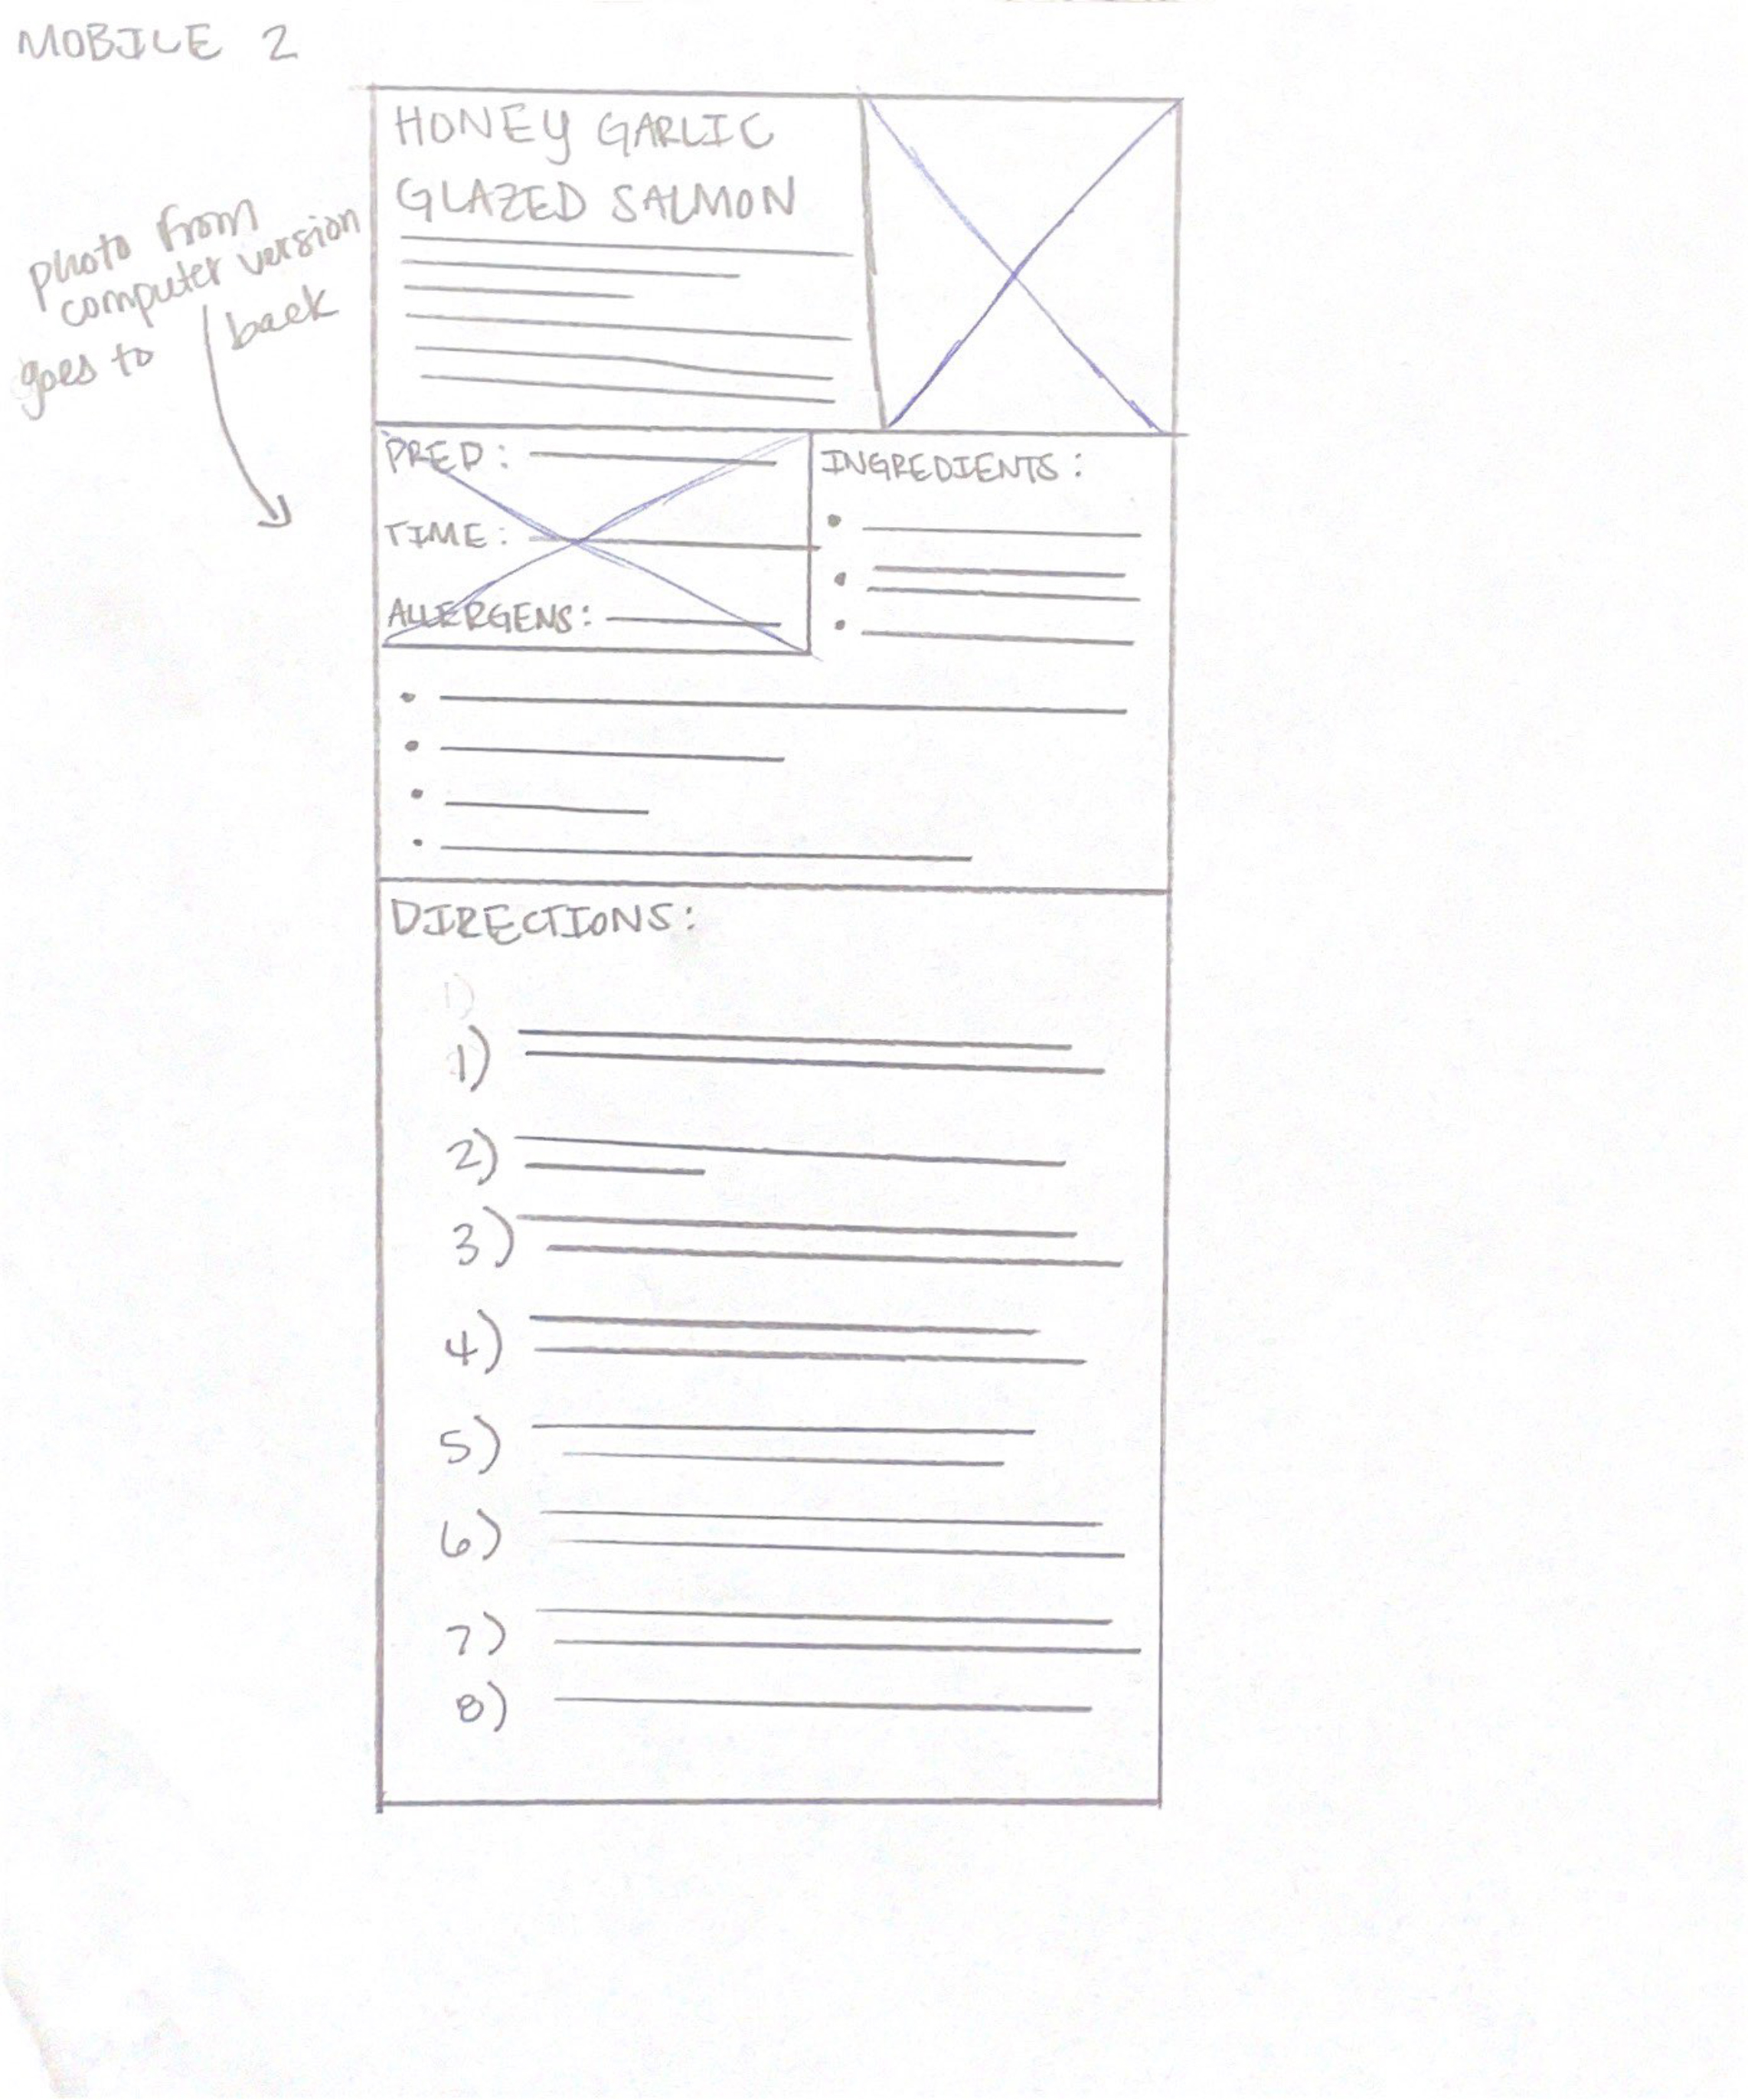 MOBILE 2
HONEY GARLIC
GLAZED SALMON
photo from
computer version
goes to back
PREP:
TIME:
ALLERGENS:
INGREDIENTS:
DIRECTIONS:
1)
1)
2)
3)
4)
5)
6)
7)
8)